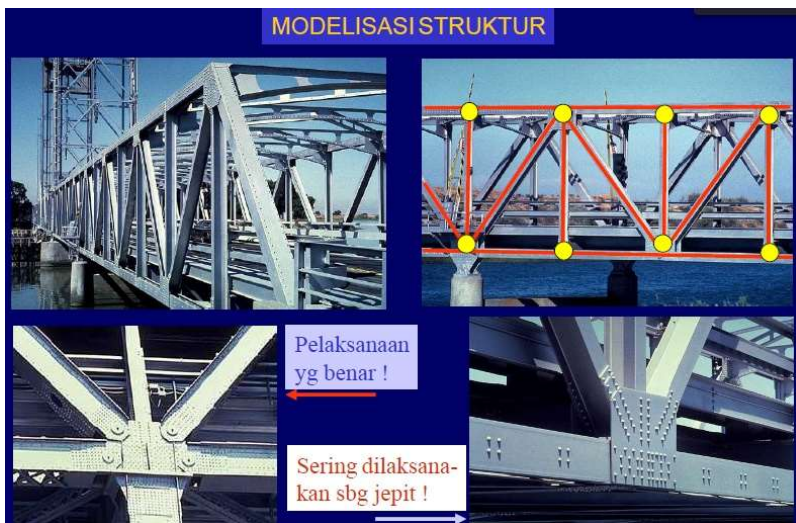 MODELISASI STRUKTUR
Pelaksanaan
yg benar !
Sering dilaksana-
kan sbg jepit !